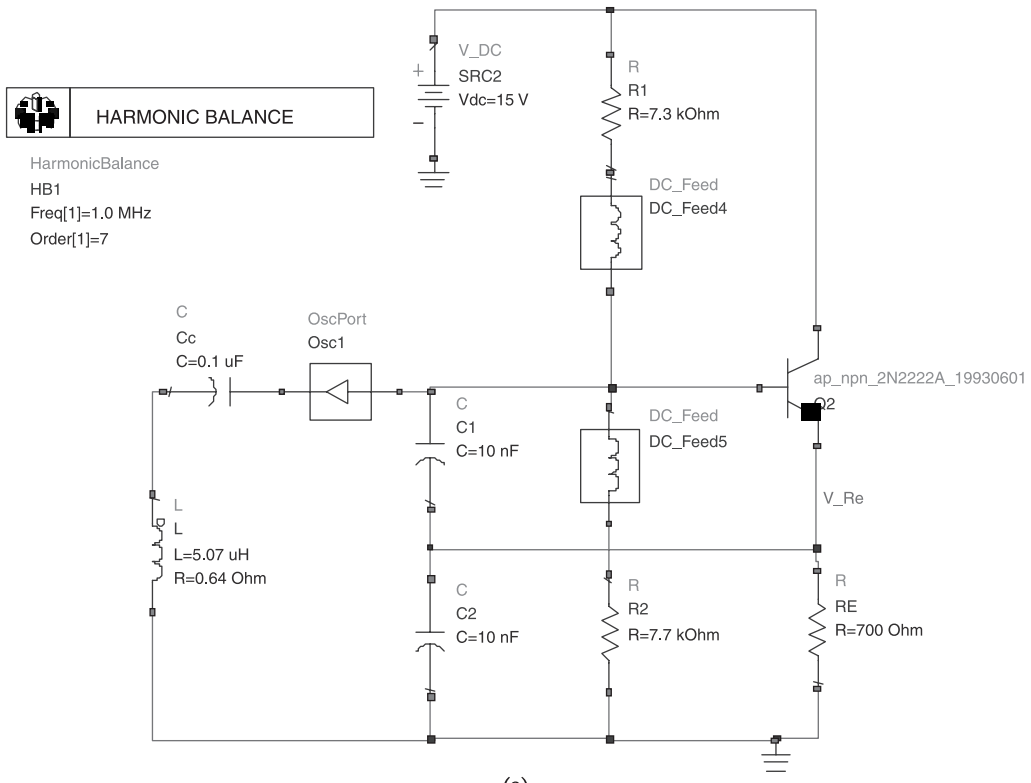 HARMONIC BALANCE
HarmonicBalance
HB1
Freq[1]=1.0 MHz
Order[1]=7
+
V_DC
SRC2
Vdc=15 V
−
R
R1
R=7.3 kOhm
DC_Feed
DC_Feed4
C
Cc
C=0.1 uF
OscPort
Osc1
ap_npn_2N2222A_19930601
Q2
C
C1
C=10 nF
DC_Feed
DC_Feed5
V_Re
L
L
L=5.07 uH
R=0.64 Ohm
C
C2
C=10 nF
R
R2
R=7.7 kOhm
R
RE
R=700 Ohm